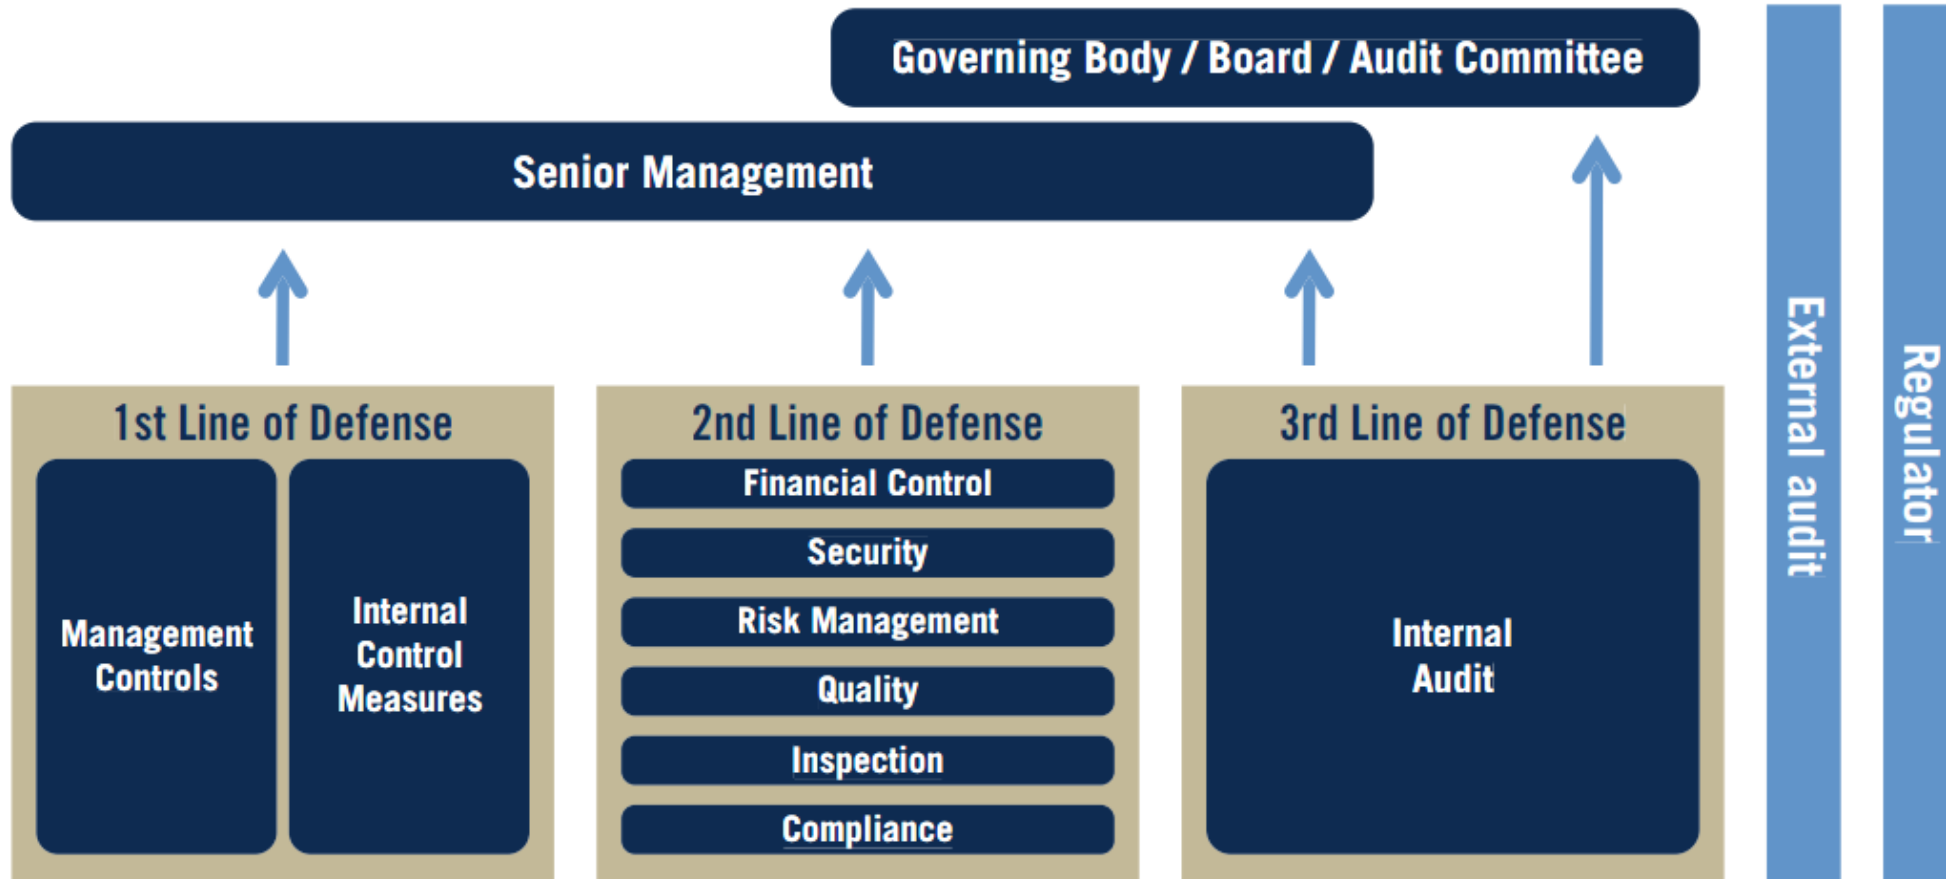 Governing Body / Board / Audit Committee
Senior Management
1st Line of Defense
Management
Controls
Internal
Control
Measures
2nd Line of Defense
Financial Control
Security
Risk Management
Quality
Inspection
Compliance
3rd Line of Defense
Internal
Audit
External audit
Regulator